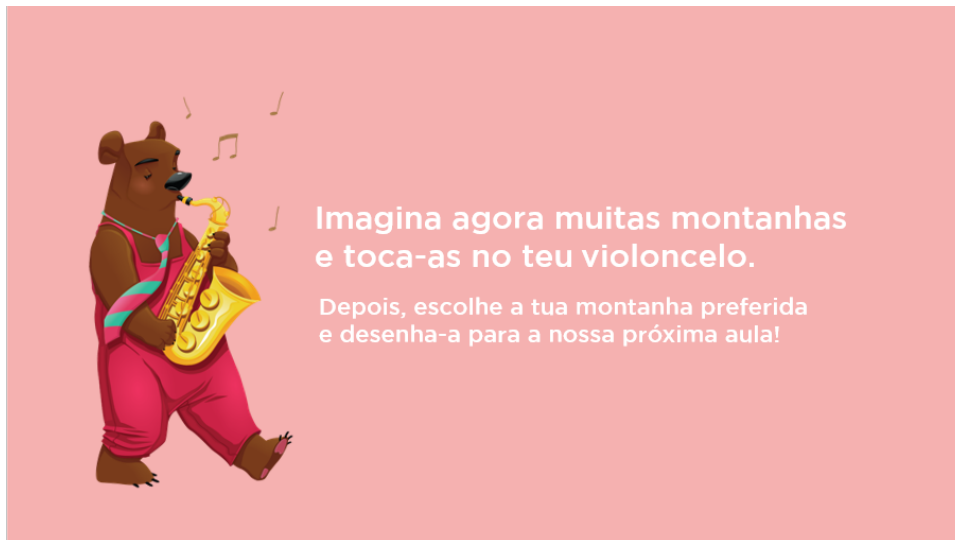 Imagina agora muitas montanhas
e toca-as no teu violoncelo.
Depois, escolhe a tua montanha preferida
e desenha-a para a nossa próxima aula!